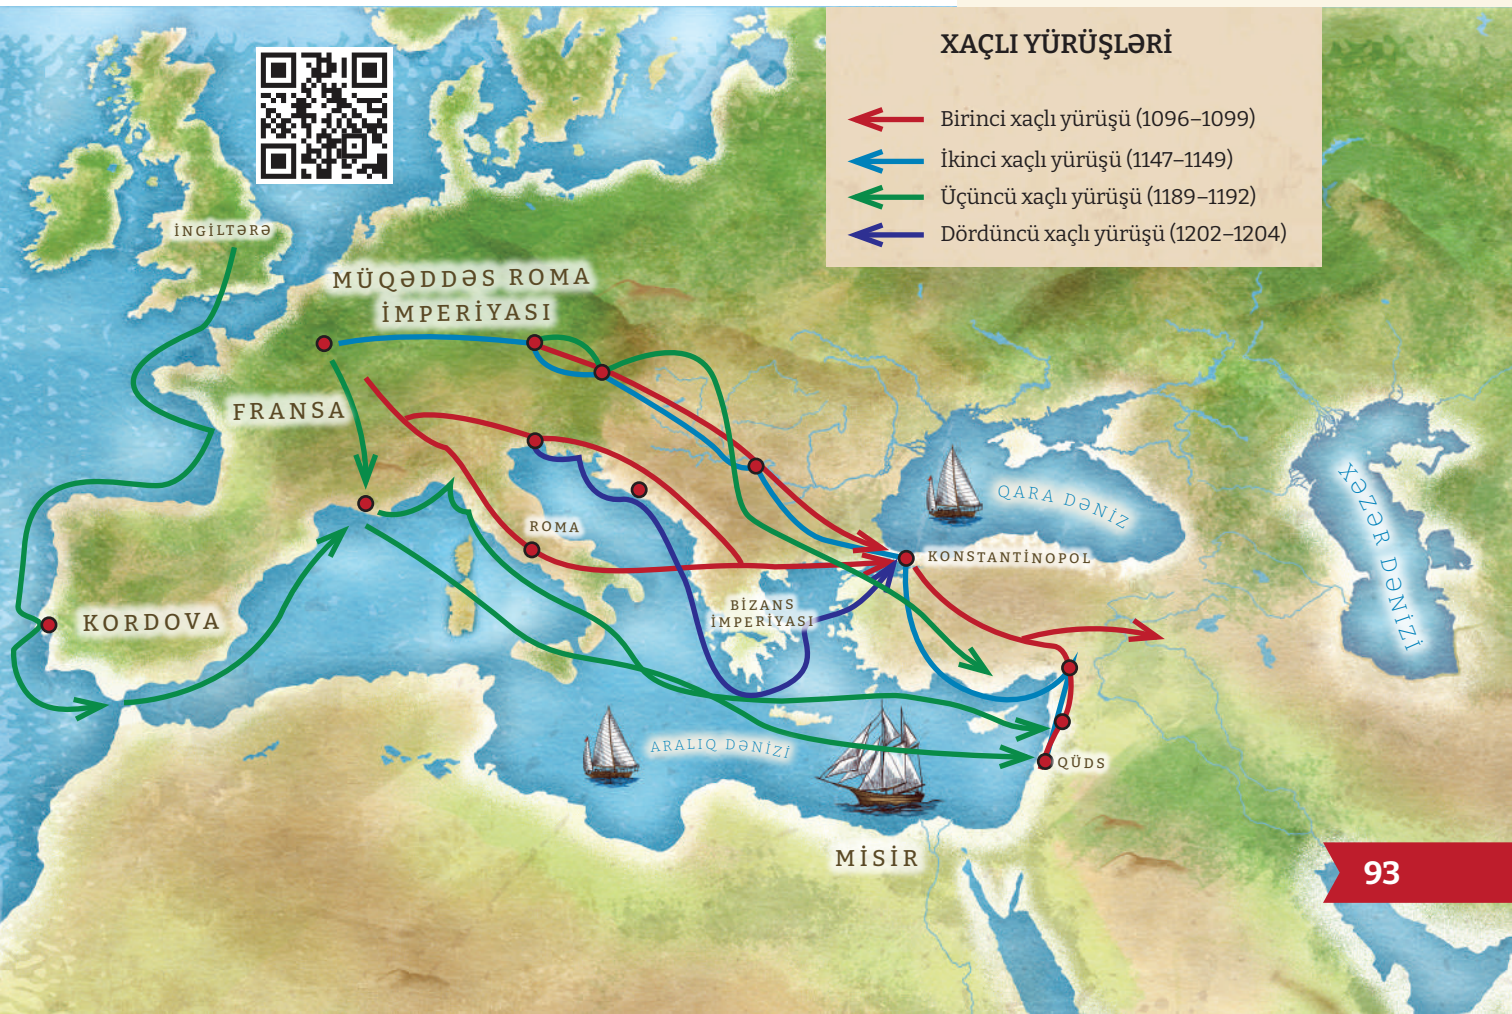 XAÇLI YÜRÜŞLƏRİ
Birinci xaçlı yürüşü (1096–1099)
İkinci xaçlı yürüşü (1147–1149)
Üçüncü xaçlı yürüşü (1189–1192)
Dördüncü xaçlı yürüşü (1202–1204)
İNGİLTƏRƏ
MÜQƏDDƏS ROMA
İMPERİYASI
FRANSA
QARA DƏNİZ
XƏZƏR DƏNİZİ
ROMA
KONSTANTİNOPOL
BİZANS
İMPERİYASI
KORDOVA
ARALIQ DƏNİZİ
QÜDS
MİSİR
93